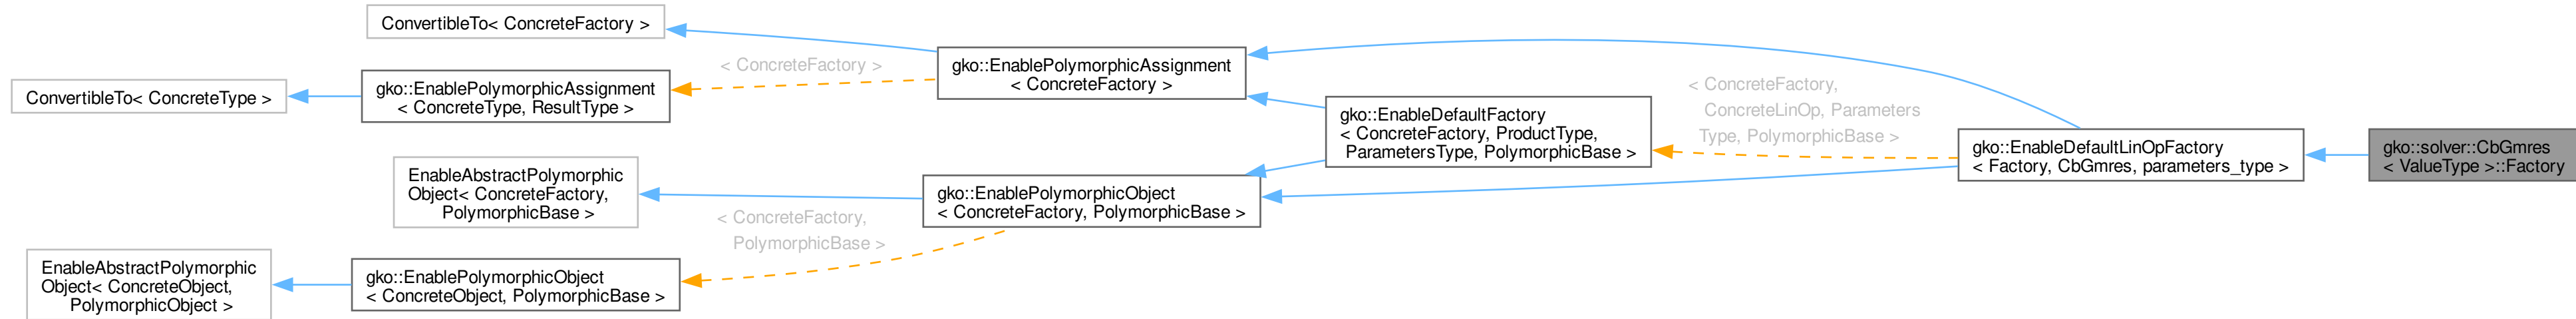 ConvertibleTo< ConcreteFactory >
ConvertibleTo< ConcreteType >
gko::EnablePolymorphicAssignment
< ConcreteType, ResultType >
< ConcreteFactory >
gko::EnablePolymorphicAssignment
< ConcreteFactory >
EnableAbstractPolymorphic
Object< ConcreteFactory,
PolymorphicBase >
EnableAbstractPolymorphic
Object< ConcreteObject,
PolymorphicObject >
gko::EnablePolymorphicObject
< ConcreteObject, PolymorphicBase >
< ConcreteFactory,
PolymorphicBase >
gko::EnablePolymorphicObject
< ConcreteFactory, PolymorphicBase >
gko::EnableDefaultFactory
< ConcreteFactory, ProductType,
ParametersType, PolymorphicBase >
< ConcreteFactory,
ConcreteLinOp, Parameters
Type, PolymorphicBase >
gko::EnableDefaultLinOpFactory
< Factory, CbGmres, parameters_type >
gko::solver::CbGmres
< ValueType >::Factory